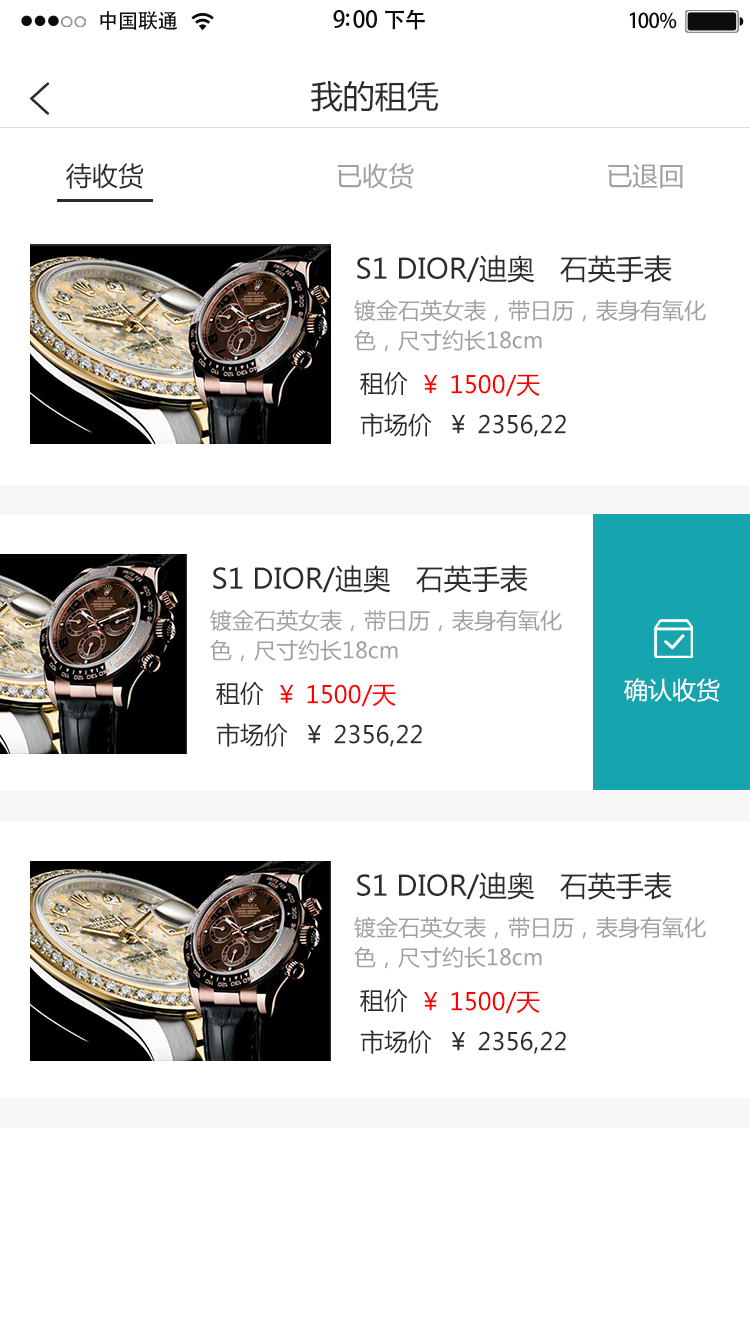 中国联通 9:00 下午 100%
我的租凭
待收货 已收货 已退回
S1 DIOR/迪奥 石英手表
镀金石英女表，带日历，表身有氧化
色，尺寸约长18cm
租价 ¥ 1500/天
市场价 ¥ 2356,22
S1 DIOR/迪奥 石英手表
镀金石英女表，带日历，表身有氧化
色，尺寸约长18cm
租价 ¥ 1500/天
市场价 ¥ 2356,22
确认收货
S1 DIOR/迪奥 石英手表
镀金石英女表，带日历，表身有氧化
色，尺寸约长18cm
租价 ¥ 1500/天
市场价 ¥ 2356,22